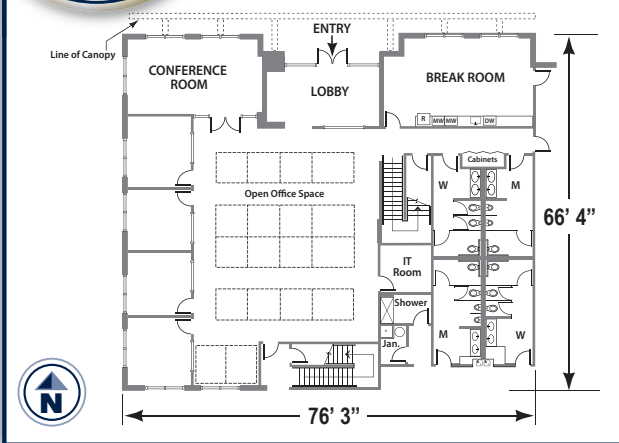 ENTRY
Line of Canopy
CONFERENCE
ROOM
LOBBY
BREAK ROOM
R
MW
MW
DW
Cabinets
W
M
Open Office Space
66’ 4”
IT
Room
Shower
Jan.
M
W
N
76’ 3”